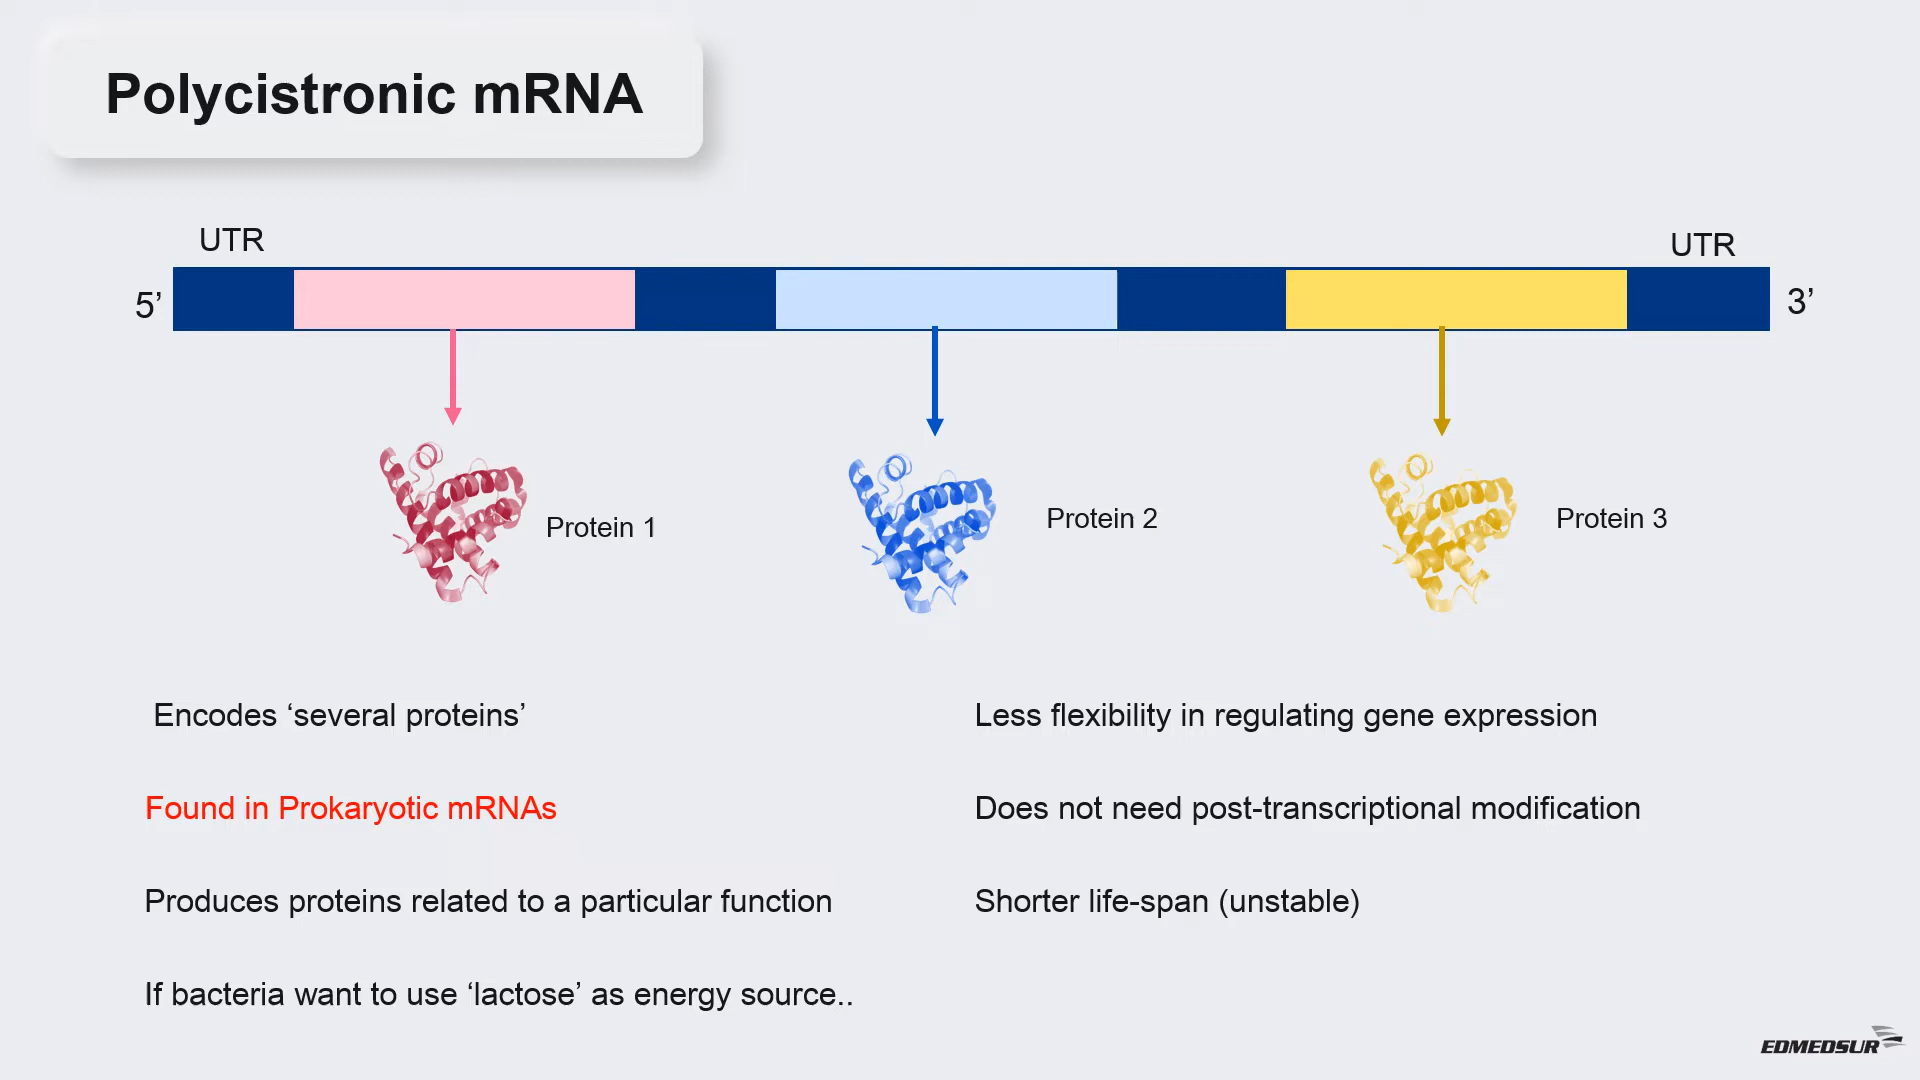 Polycistronic mRNA
UTR
UTR
5’
3’
Protein 1
Protein 2
Protein 3
Encodes ‘several proteins’
Found in Prokaryotic mRNAs
Produces proteins related to a particular function
If bacteria want to use ‘lactose’ as energy source..
Less flexibility in regulating gene expression
Does not need post-transcriptional modification
Shorter life-span (unstable)
EDMEDSUR